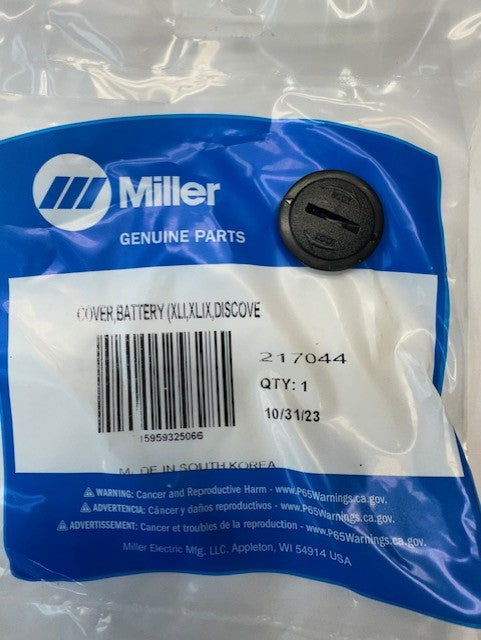 Miller
GENUINE PARTS
COVER,BATTERY (XLI,XLIX,DISCOVE
217044
QTY: 1
10/31/23
15959325066
M DE IN SOUTH KOREA
WARNING: Cancer and Reproductive Harm - www.P65Warnings.ca.gov.
ADVERTENCIA: Cáncer y daños reproductivos - www.P65Warnings.ca.gov.
ADVERTISSEMENT: Cancer et troubles de la reproduction - www.P65Warnings.ca.gov.
Miller Electric Mfg. LLC. Appleton, WI 54914 USA